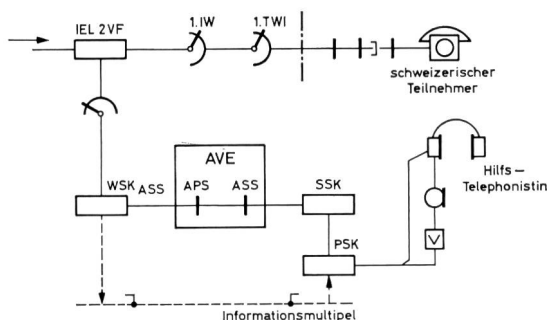 IEL 2VF
1.IW
1.TWI
schweizerischer
Teilnehmer
AVE
WSK
ASS
APS
ASS
SSK
Hilfs-
Telephonistin
V
PSK
Informationsmultipel